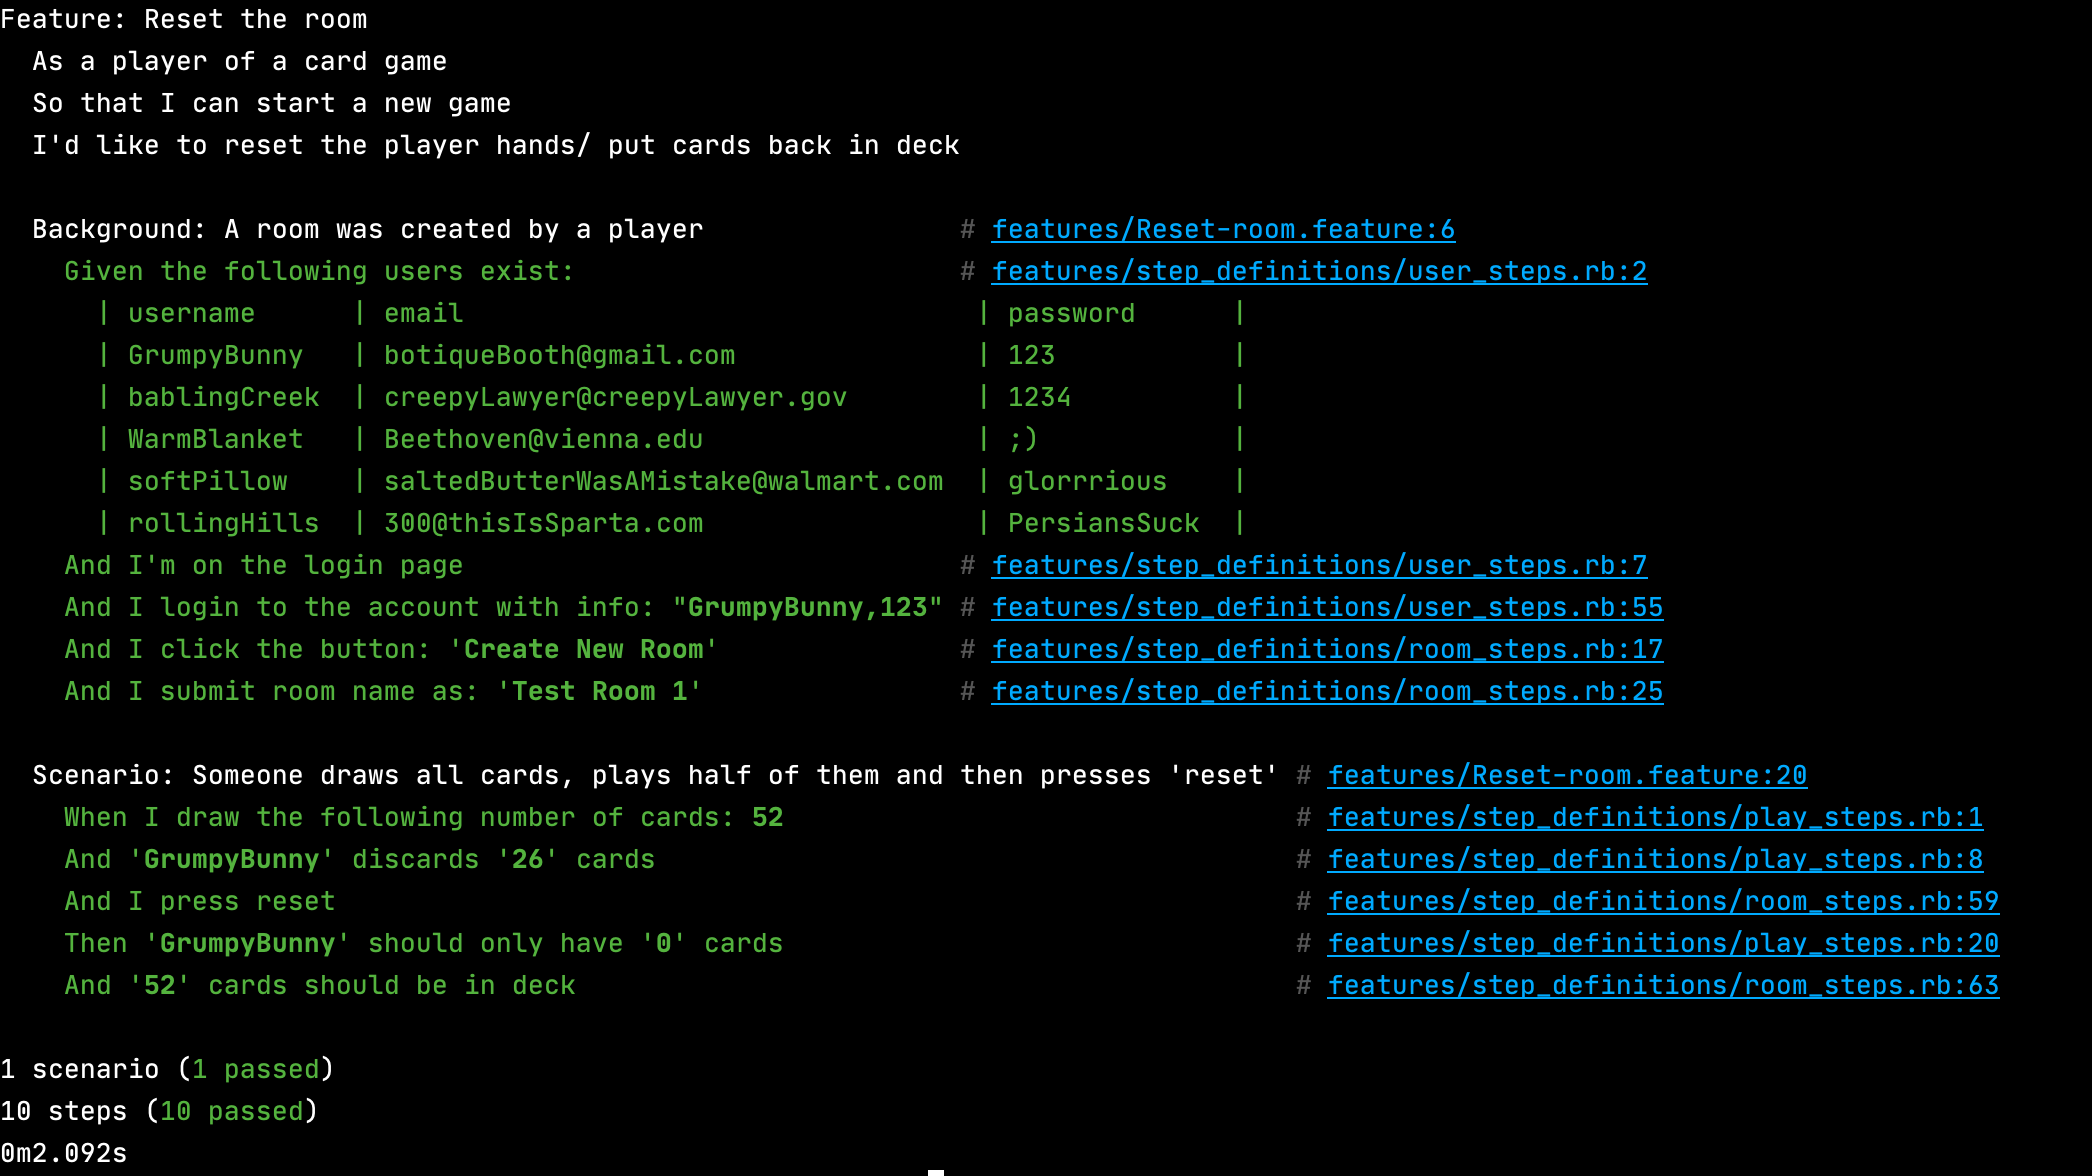 Feature: Reset the room
As a player of a card game
So that I can start a new game
I'd like to reset the player hands/ put cards back in deck
Background: A room was created by a player # features/Reset-room.feature:6
Given the following users exist: # features/step_definitions/user_steps.rb:2
| username | email | password |
| GrumpyBunny | botiqueBooth@gmail.com | 123 |
| bablingCreek | creepyLawyer@creepyLawyer.gov | 1234 |
| WarmBlanket | Beethoven@vienna.edu | ;) |
| softPillow | saltedButterWasAMistake@walmart.com | glorrrious |
| rollingHills | 300@thisIsSparta.com | PersiansSuck |
And I'm on the login page # features/step_definitions/user_steps.rb:7
And I login to the account with info: "GrumpyBunny,123" # features/step_definitions/user_steps.rb:55
And I click the button: 'Create New Room' # features/step_definitions/room_steps.rb:17
And I submit room name as: 'Test Room 1' # features/step_definitions/room_steps.rb:25
Scenario: Someone draws all cards, plays half of them and then presses 'reset' # features/Reset-room.feature:20
When I draw the following number of cards: 52 # features/step_definitions/play_steps.rb:1
And 'GrumpyBunny' discards '26' cards # features/step_definitions/play_steps.rb:8
And I press reset # features/step_definitions/room_steps.rb:59
Then 'GrumpyBunny' should only have '0' cards # features/step_definitions/play_steps.rb:20
And '52' cards should be in deck # features/step_definitions/room_steps.rb:63
1 scenario (1 passed)
10 steps (10 passed)
0m2.092s